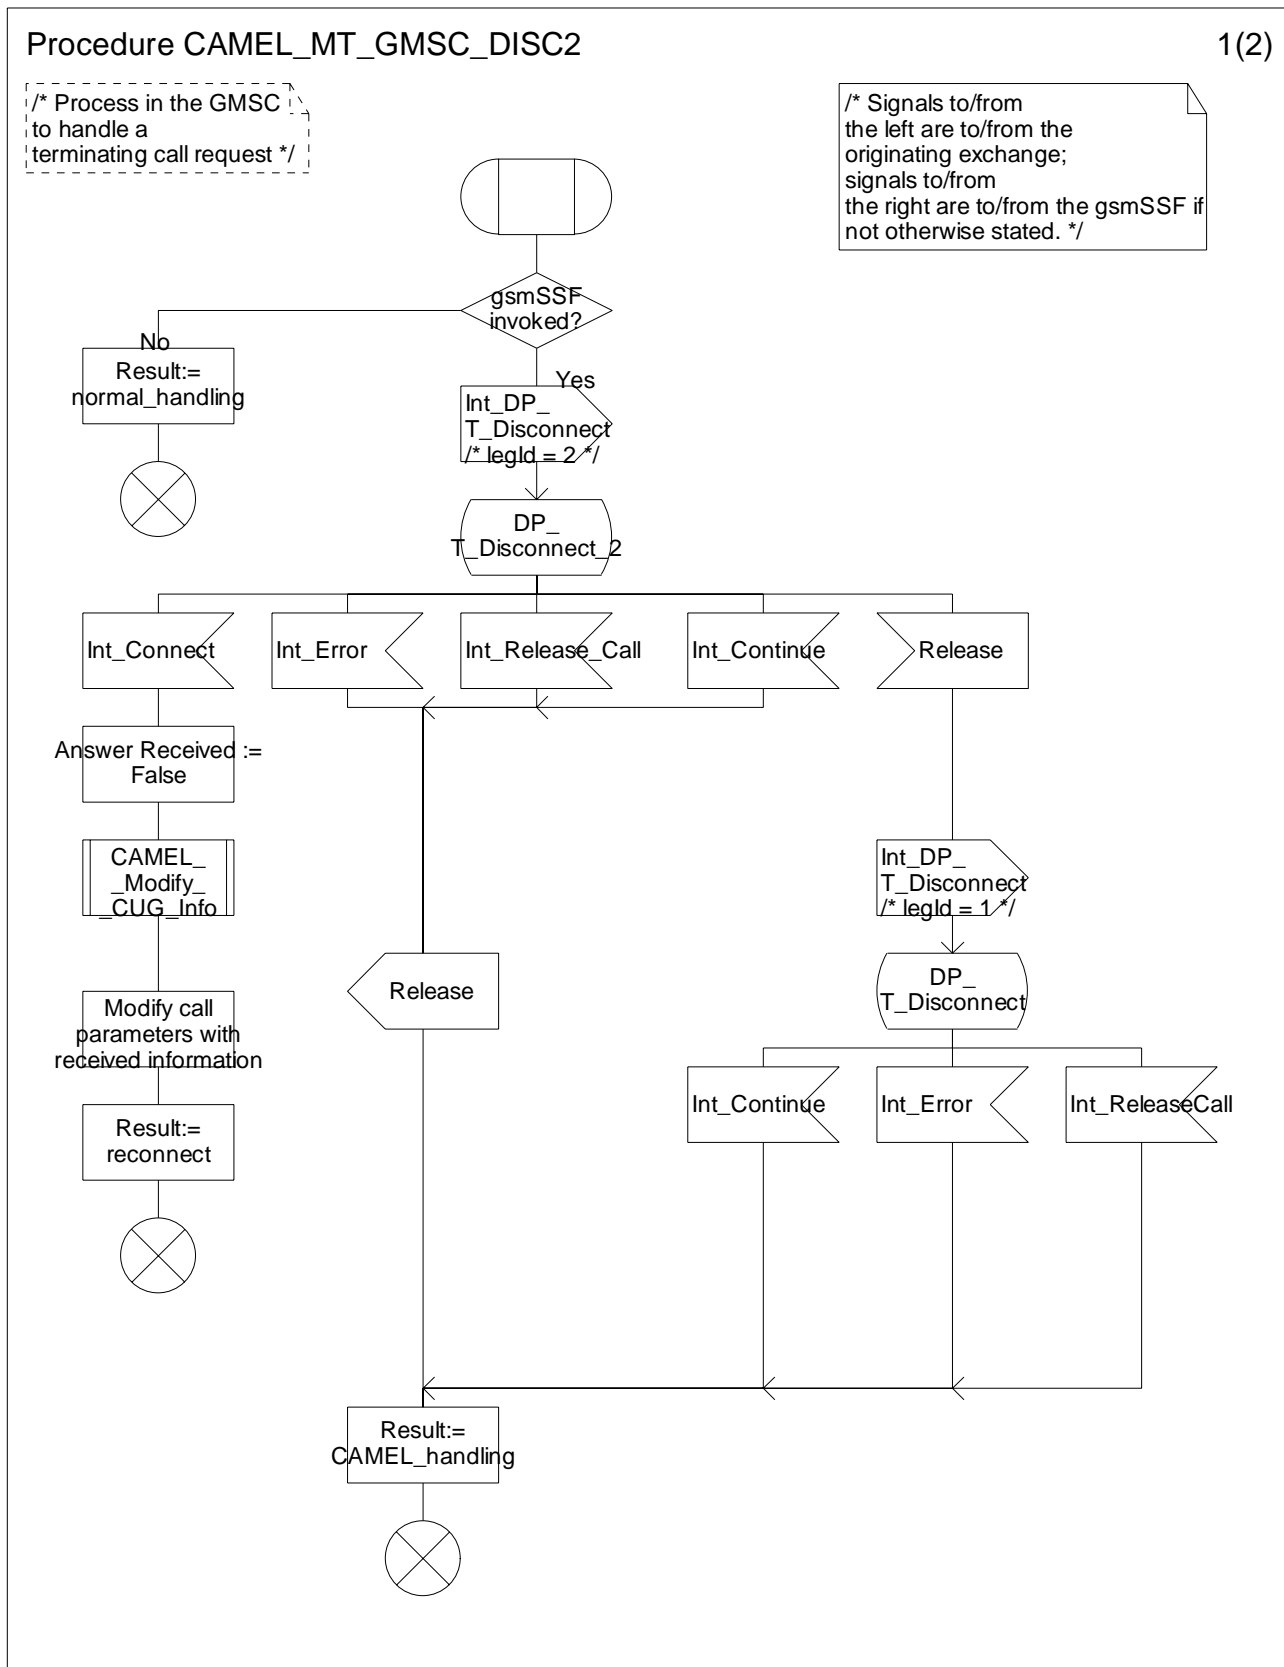 Procedure CAMEL_MT_GMSC_DISC2
1(2)
/* Process in the GMSC
to handle a
terminating call request */
/* Signals to/from
the left are to/from the
originating exchange;
signals to/from
the right are to/from the gsmSSF if
not otherwise stated. */
gsmSSF
invoked?
No
Result:=
normal_handling
Yes
Int_DP_
T_Disconnect
/* legId = 2 */
DP_
T_Disconnect_2
Int_Connect
Int_Error
Int_Release_Call
Int_Continue
Release
Answer Received :=
False
CAMEL_
_Modify_
_CUG_Info
Int_DP_
T_Disconnect
/* legId = 1 */
Modify call
parameters with
received information
Release
DP_
T_Disconnect
Result:=
reconnect
Int_Continue
Int_Error
Int_ReleaseCall
Result:=
CAMEL_handling